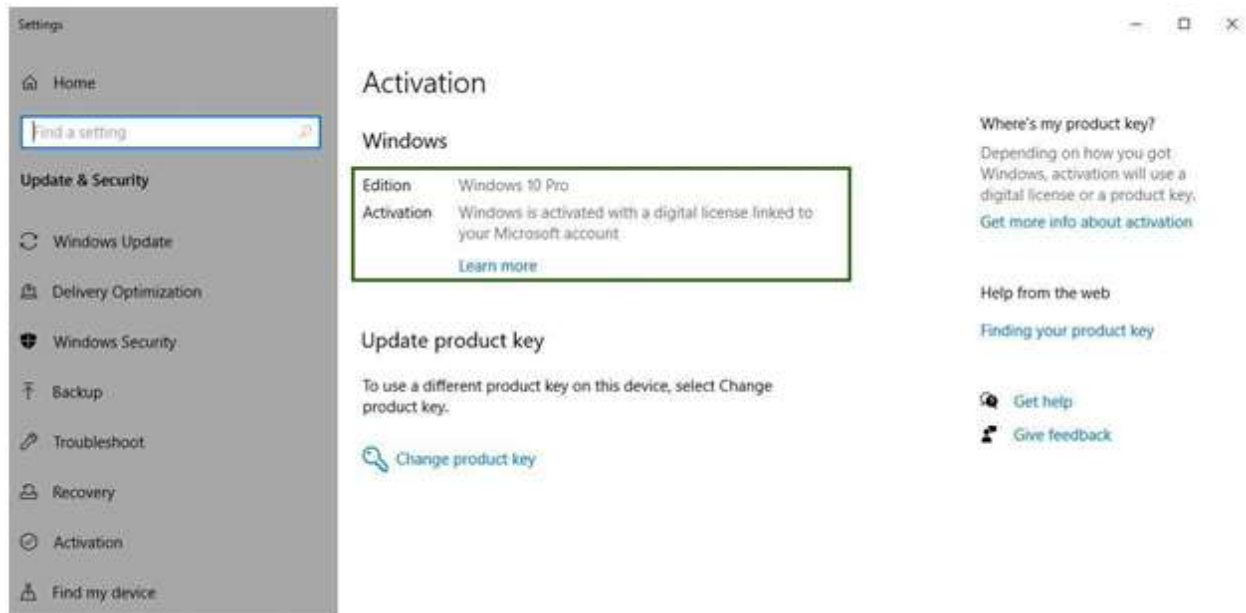 Settings
Home
Find a setting
Update & Security
Windows Update
Delivery Optimization
Windows Security
Backup
Troubleshoot
Recovery
Activation
Find my device
Activation
Windows
Edition Windows 10 Pro
Activation Windows is activated with a digital license linked to
your Microsoft account
Learn more
Update product key
To use a different product key on this device, select Change
product key.
Change product key
Where's my product key?
Depending on how you got
Windows, activation will use a
digital license or a product key.
Get more info about activation
Help from the web
Finding your product key
Get help
Give feedback